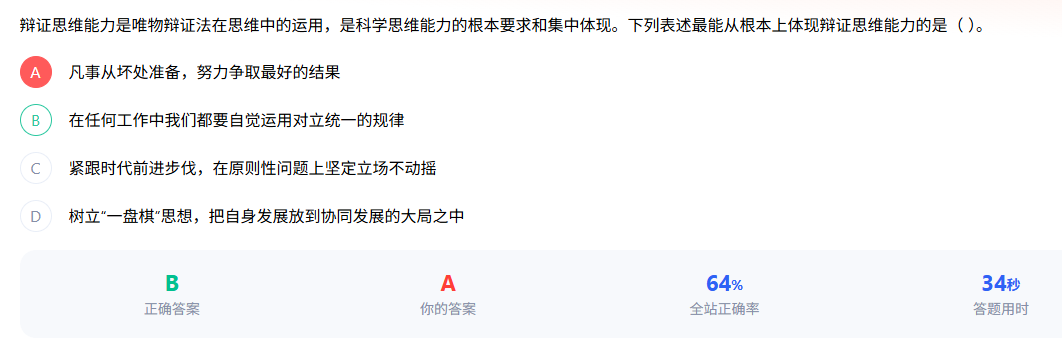 辩证思维能力是唯物辩证法在思维中的运用，是科学思维能力的根本要求和集中体现。下列表述最能从根本上体现辩证思维能力的是（ ）。
A 凡事从坏处准备，努力争取最好的结果
B 在任何工作中我们都要自觉运用对立统一的规律
C 紧跟时代前进步伐，在原则性问题上坚定立场不动摇
D 树立“一盘棋”思想，把自身发展放到协同发展的大局之中
B A 64% 34秒
正确答案 你的答案 全站正确率 答题用时